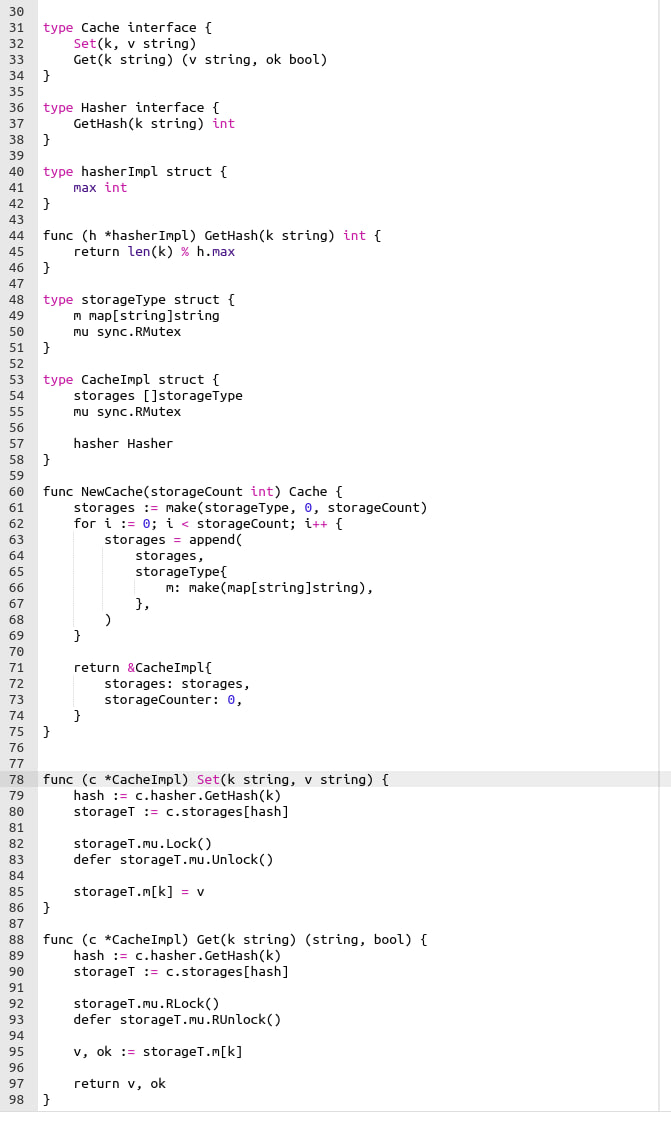 30
31 type Cache interface {
32     Set(k, v string)
33     Get(k string) (v string, ok bool)
34 }
35
36 type Hasher interface {
37     GetHash(k string) int
38 }
39
40 type hasherImpl struct {
41     max int
42 }
43
44 func (h *hasherImpl) GetHash(k string) int {
45     return len(k) % h.max
46 }
47
48 type storageType struct {
49     m map[string]string
50     mu sync.RMutex
51 }
52
53 type CacheImpl struct {
54     storages []storageType
55     mu sync.RMutex
56
57     hasher Hasher
58 }
59
60 func NewCache(storageCount int) Cache {
61     storages := make(storageType, 0, storageCount)
62     for i := 0; i < storageCount; i++ {
63         storages = append(
64             storages,
65             storageType{
66                 m: make(map[string]string),
67             },
68         )
69     }
70
71     return &CacheImpl{
72         storages: storages,
73         storageCounter: 0,
74     }
75 }
76
77
78 func (c *CacheImpl) Set(k string, v string) {
79     hash := c.hasher.GetHash(k)
80     storageT := c.storages[hash]
81
82     storageT.mu.Lock()
83     defer storageT.mu.Unlock()
84
85     storageT.m[k] = v
86 }
87
88 func (c *CacheImpl) Get(k string) (string, bool) {
89     hash := c.hasher.GetHash(k)
90     storageT := c.storages[hash]
91
92     storageT.mu.RLock()
93     defer storageT.mu.RUnlock()
94
95     v, ok := storageT.m[k]
96
97     return v, ok
98 }